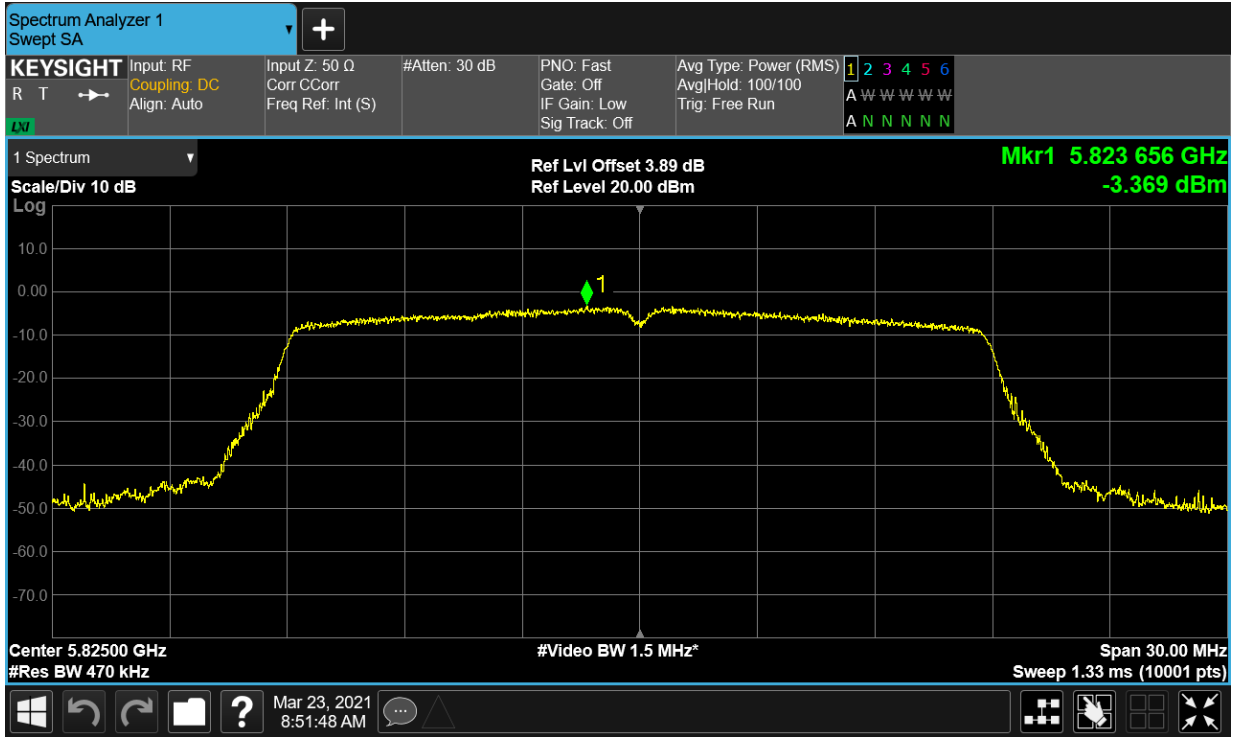 Spectrum Analyzer 1
Swept SA
KEYSIGHT
R T
LXI
Input: RF
Coupling: DC
Align: Auto
Input Z: 50 Ω
Corr CCorr
Freq Ref: Int (S)
#Atten: 30 dB
PNO: Fast
Gate: Off
IF Gain: Low
Sig Track: Off
Avg Type: Power (RMS)
Avg|Hold: 100/100
Trig: Free Run
1 2 3 4 5 6
A W W W W W
A N N N N N
1 Spectrum
Scale/Div 10 dB
Log
Ref Lvl Offset 3.89 dB
Ref Level 20.00 dBm
Mkr1 5.823 656 GHz
-3.369 dBm
10.0
0.00
-10.0
-20.0
-30.0
-40.0
-50.0
-60.0
-70.0
1
Center 5.82500 GHz
#Res BW 470 kHz
#Video BW 1.5 MHz*
Span 30.00 MHz
Sweep 1.33 ms (10001 pts)
?
Mar 23, 2021
8:51:48 AM